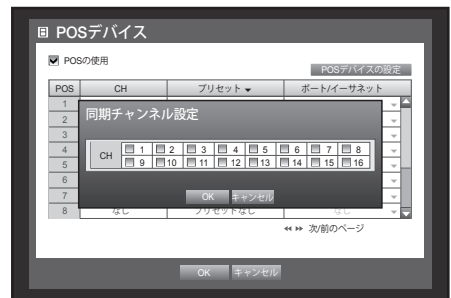 POSデバイス
POSの使用
POSデバイスの設定
POS CH プリセット ポート/イーサネット
1
同期チャンネル設定
2
3
4
CH 1 2 3 4 5 6 7 8
9 10 11 12 13 14 15 16
5
6
7
OK キャンセル
8 なし プリセットなし なし
次/前のページ
OK キャンセル